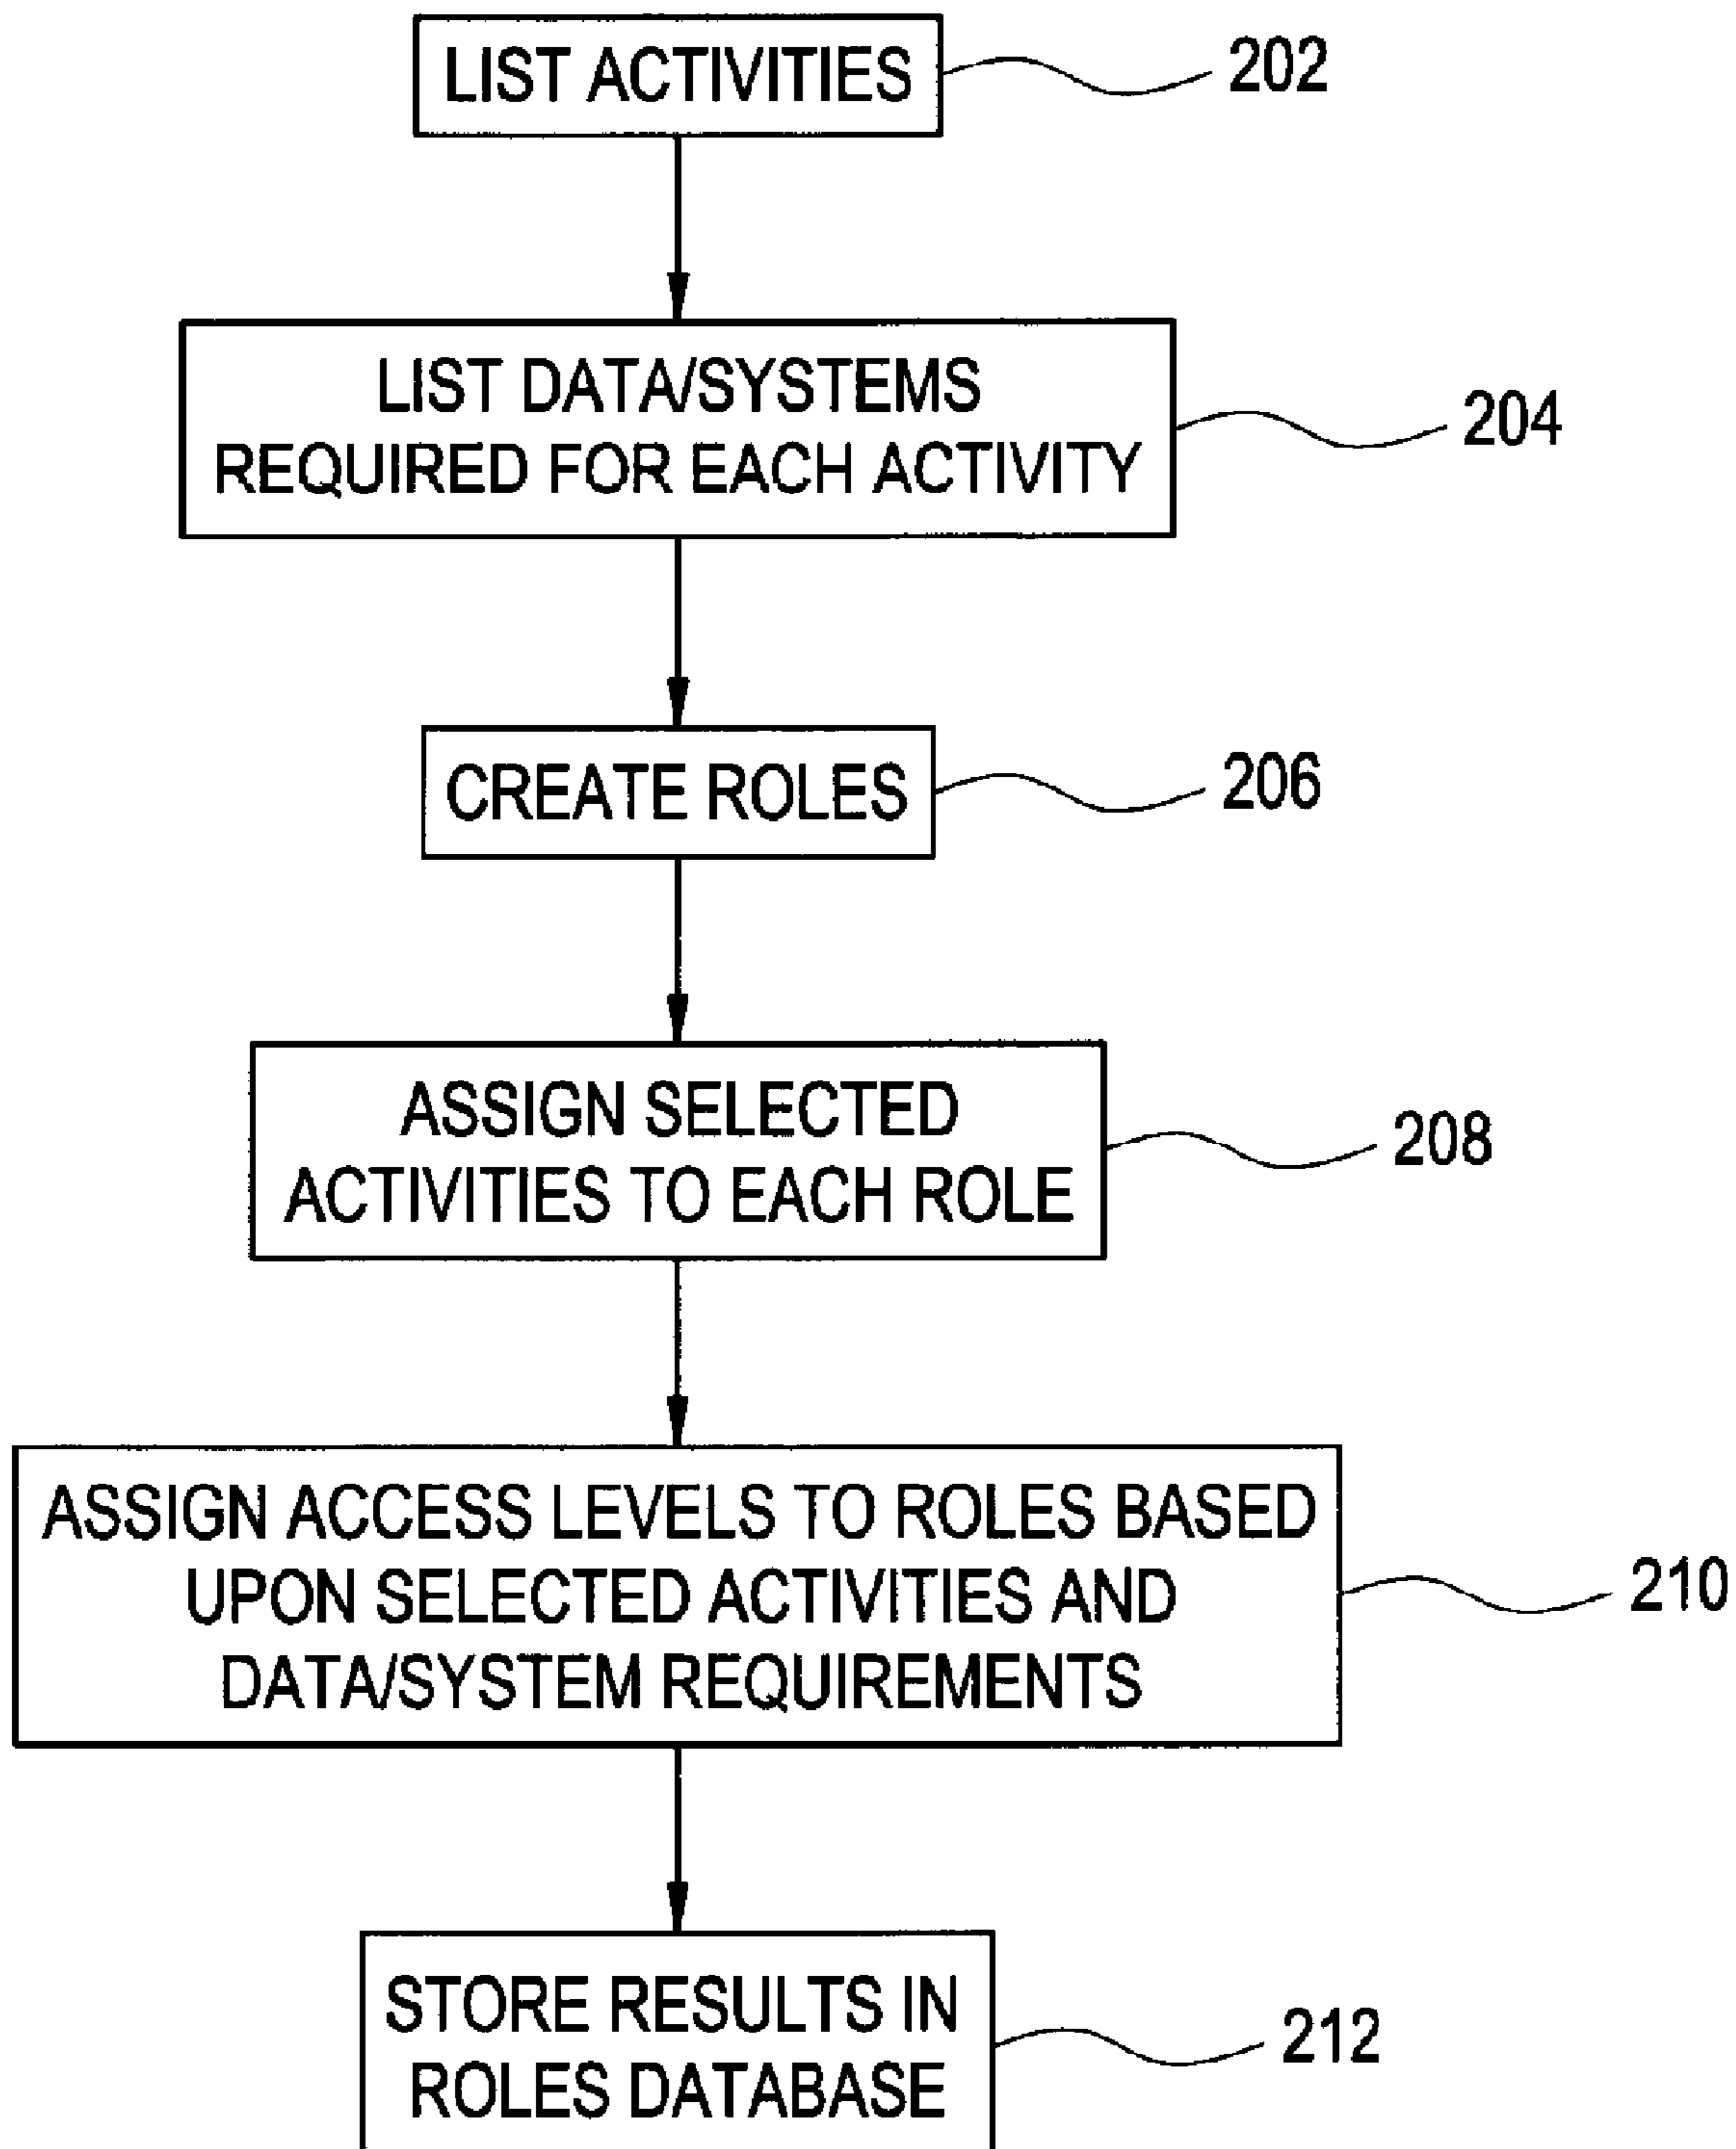 LIST ACTIVITIES
202
LIST DATA/SYSTEMS
REQUIRED FOR EACH ACTIVITY
204
CREATE ROLES
206
ASSIGN SELECTED
ACTIVITIES TO EACH ROLE
208
ASSIGN ACCESS LEVELS TO ROLES BASED
UPON SELECTED ACTIVITIES AND
DATA/SYSTEM REQUIREMENTS
210
STORE RESULTS IN
ROLES DATABASE
212